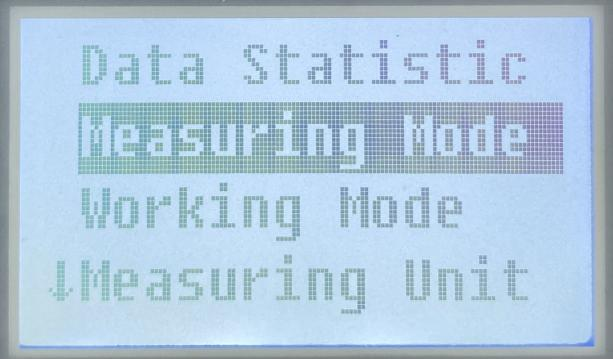 Data Statistic
Measuring Mode
Working Mode
↓Measuring Unit